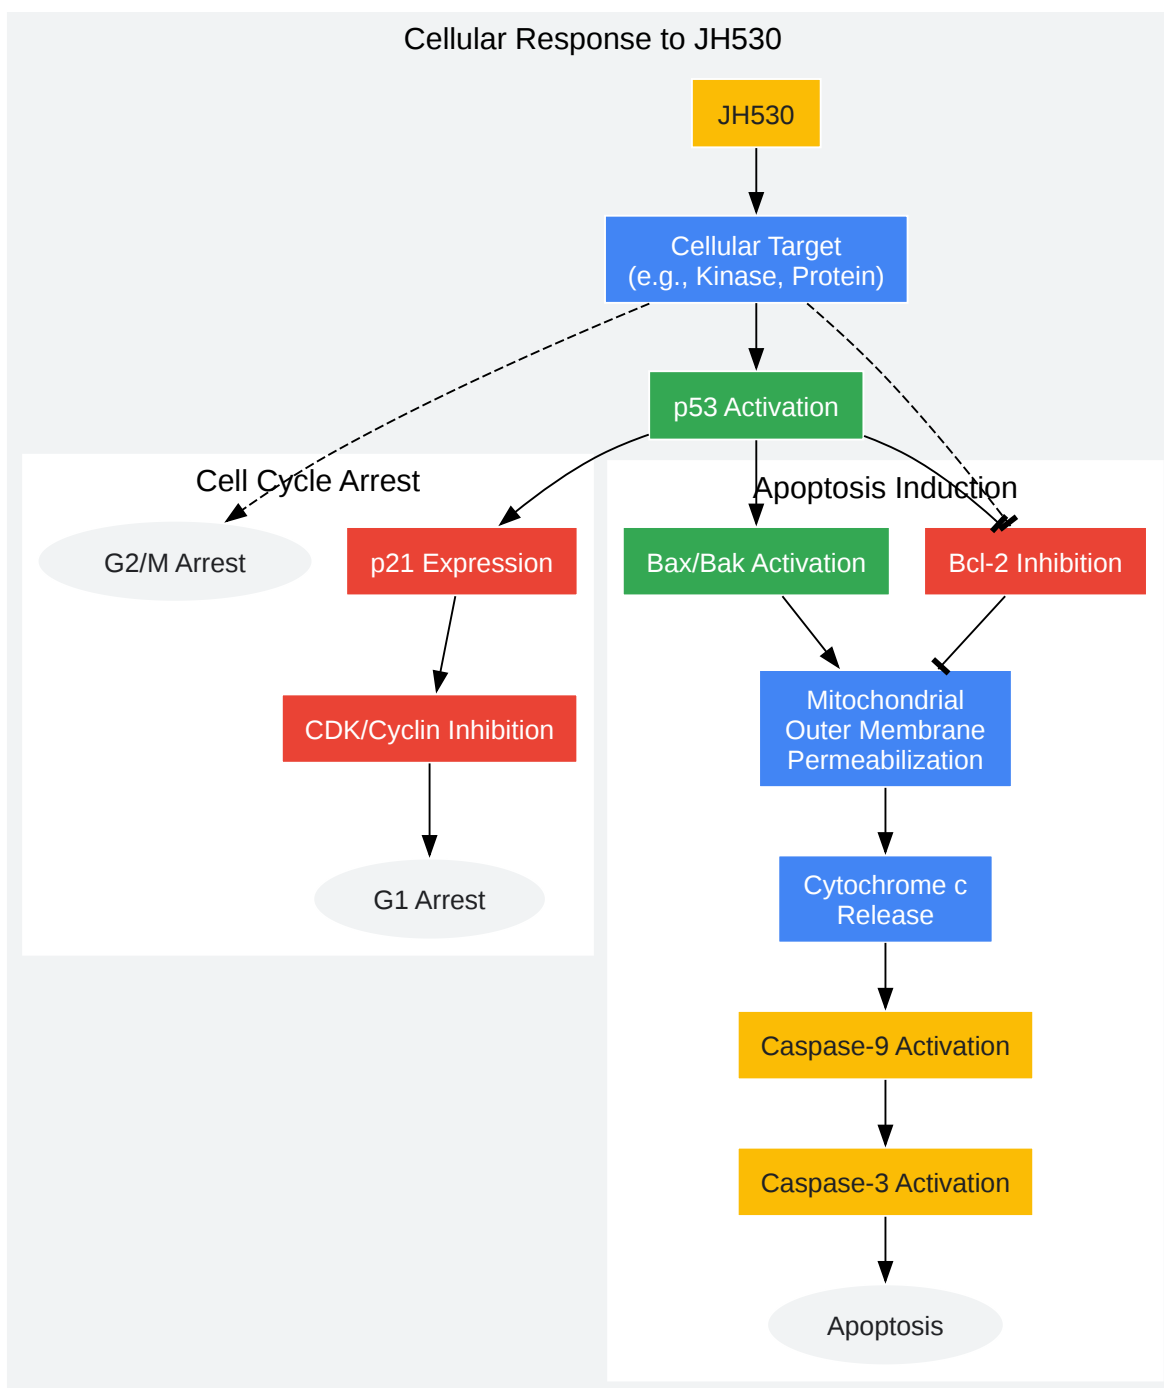 Cellular Response to JH530
JH530
Cellular Target
(e.g., Kinase, Protein)
p53 Activation
Cell Cycle Arrest
G2/M Arrest
p21 Expression
CDK/Cyclin Inhibition
G1 Arrest
Apoptosis Induction
Bax/Bak Activation
Bcl-2 Inhibition
Mitochondrial
Outer Membrane
Permeabilization
Cytochrome c
Release
Caspase-9 Activation
Caspase-3 Activation
Apoptosis